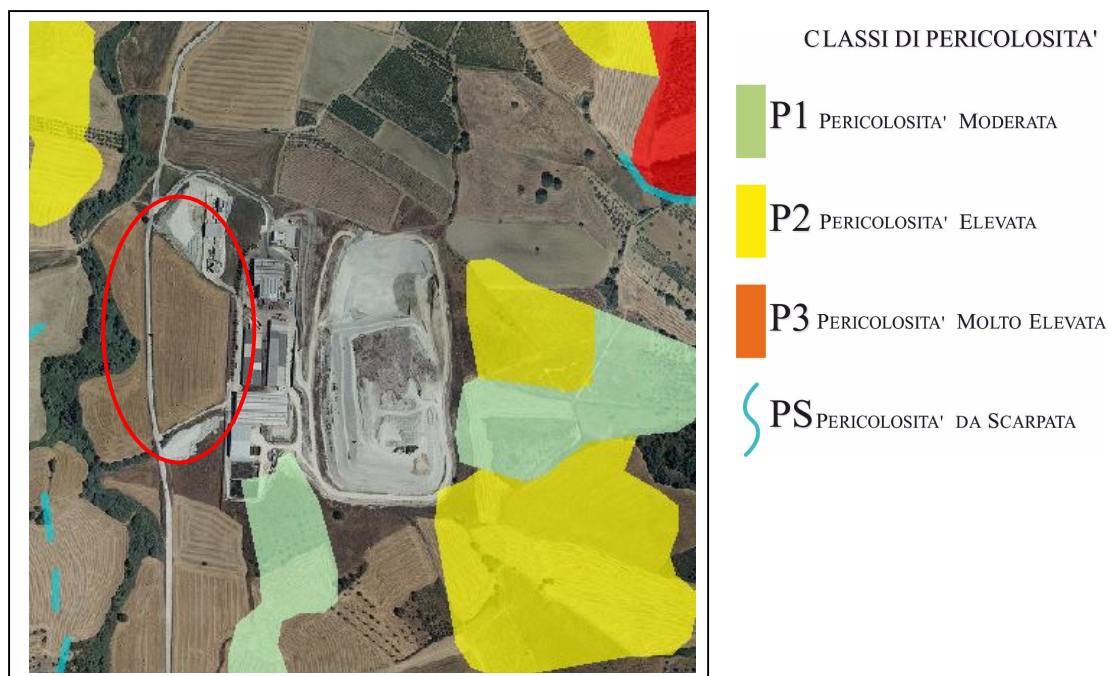 CLASSI DI PERICOLOSITA'
P1 PERICOLOSITA' MODERATA
P2 PERICOLOSITA' ELEVATA
P3 PERICOLOSITA' MOLTO ELEVATA
PS PERICOLOSITA' DA SCARPATA